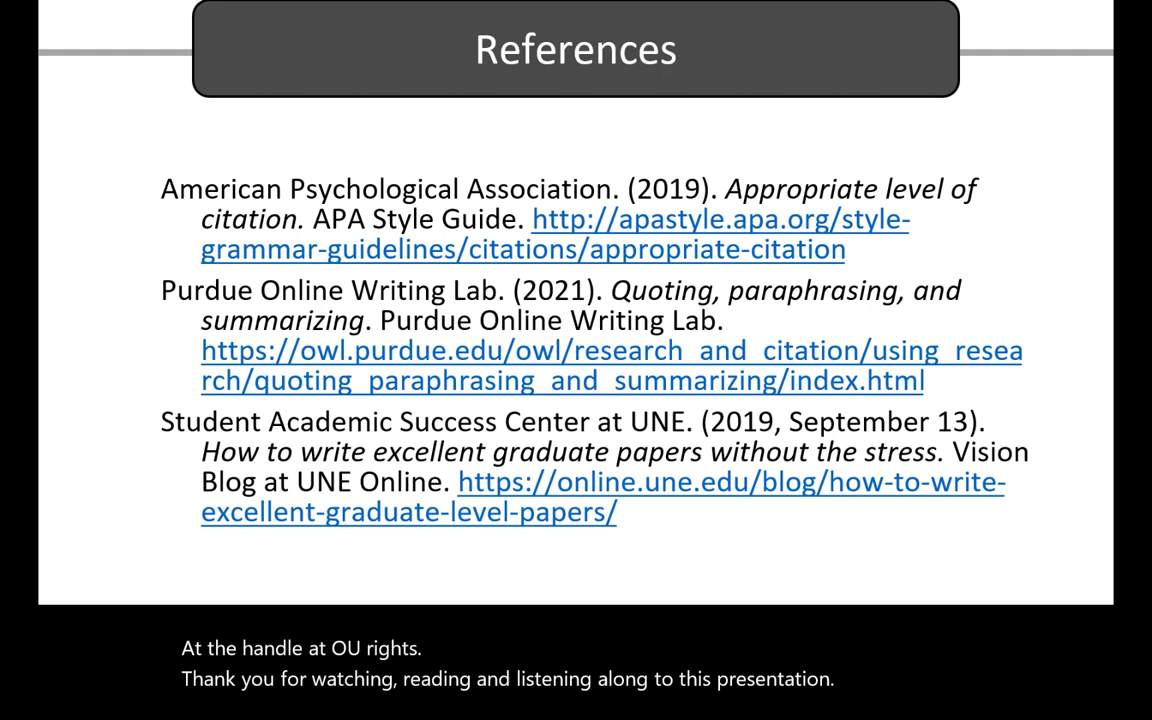 References
American Psychological Association. (2019). Appropriate level of
citation. APA Style Guide. http://apastyle.apa.org/style-
grammar-guidelines/citations/appropriate-citation
Purdue Online Writing Lab. (2021). Quoting, paraphrasing, and
summarizing. Purdue Online Writing Lab.
https://owl.purdue.edu/owl/research_and_citation/using_resea
rch/quoting_paraphrasing_and_summarizing/index.html
Student Academic Success Center at UNE. (2019, September 13).
How to write excellent graduate papers without the stress. Vision
Blog at UNE Online. https://online.une.edu/blog/how-to-write-
excellent-graduate-level-papers/
At the handle at OU rights.
Thank you for watching, reading and listening along to this presentation.